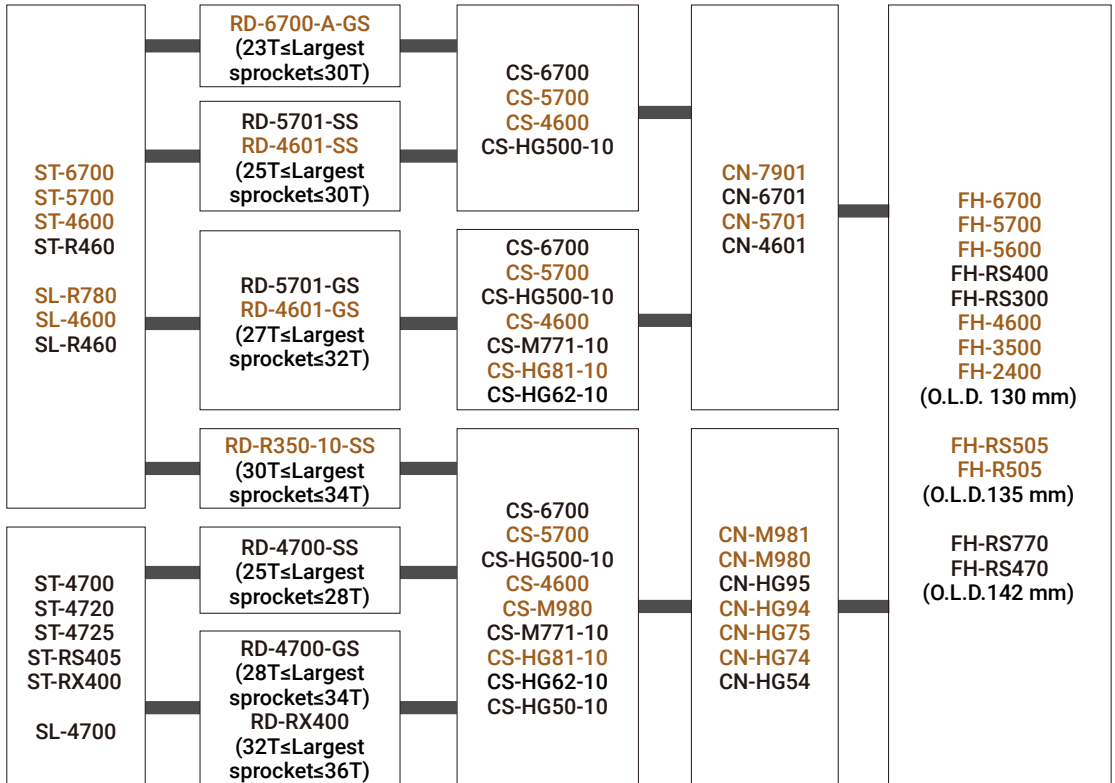 ST-6700
ST-5700
ST-4600
ST-R460
SL-R780
SL-4600
SL-R460
ST-4700
ST-4720
ST-4725
ST-RS405
ST-RX400
SL-4700
RD-6700-A-GS
(23T≤Largest
sprocket≤30T)
RD-5701-SS
RD-4601-SS
(25T≤Largest
sprocket≤30T)
RD-5701-GS
RD-4601-GS
(27T≤Largest
sprocket≤32T)
RD-R350-10-SS
(30T≤Largest
sprocket≤34T)
RD-4700-SS
(25T≤Largest
sprocket≤28T)
RD-4700-GS
(28T≤Largest
sprocket≤34T)
RD-RX400
(32T≤Largest
sprocket≤36T)
CS-6700
CS-5700
CS-4600
CS-HG500-10
CS-6700
CS-5700
CS-HG500-10
CS-4600
CS-M771-10
CS-HG81-10
CS-HG62-10
CS-6700
CS-5700
CS-HG500-10
CS-4600
CS-M980
CS-M771-10
CS-HG81-10
CS-HG62-10
CS-HG50-10
CN-7901
CN-6701
CN-5701
CN-4601
CN-M981
CN-M980
CN-HG95
CN-HG94
CN-HG75
CN-HG74
CN-HG54
FH-6700
FH-5700
FH-5600
FH-RS400
FH-RS300
FH-4600
FH-3500
FH-2400
(O.L.D. 130 mm)
FH-RS505
FH-R505
(O.L.D.135 mm)
FH-RS770
FH-RS470
(O.L.D.142 mm)